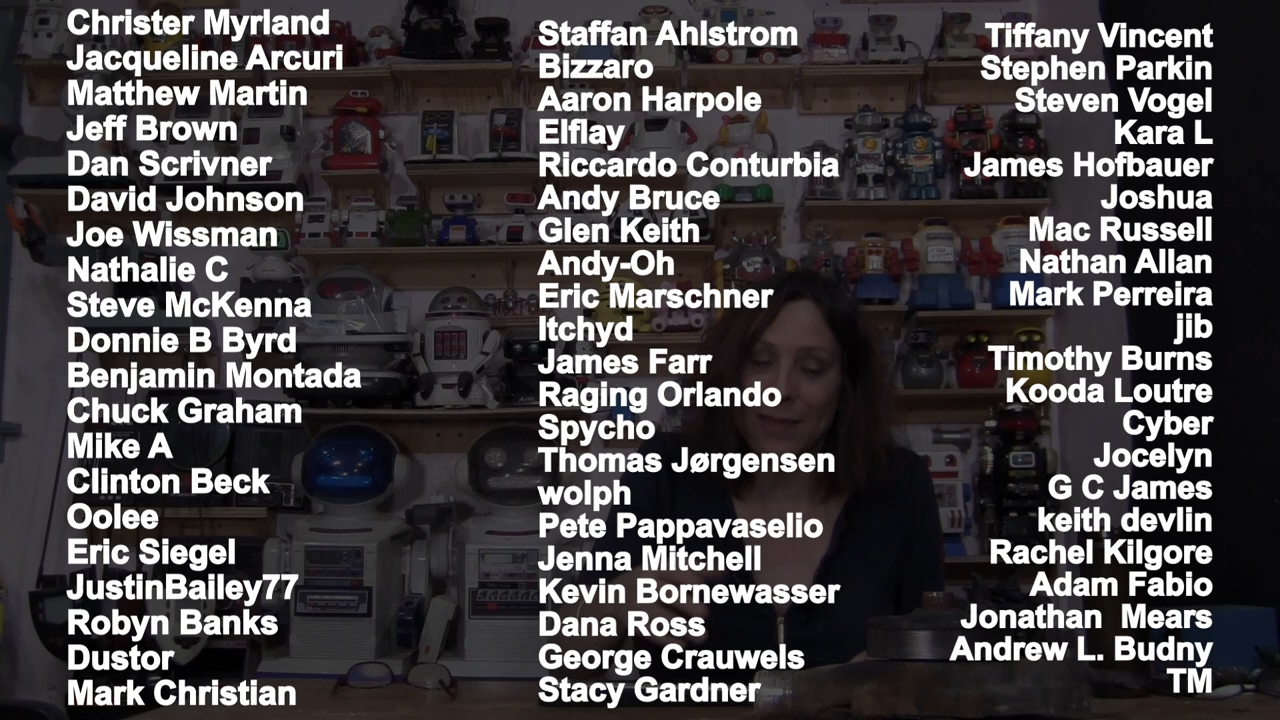 Christer Myrland
Jacqueline Arcuri
Matthew Martin
Jeff Brown
Dan Scrivner
David Johnson
Joe Wissman
Nathalie C
Steve McKenna
Donnie B Byrd
Benjamin Montada
Chuck Graham
Mike A
Clinton Beck
Oolee
Eric Siegel
JustinBailey77
Robyn Banks
Dustor
Mark Christian
Staffan Ahlstrom
Bizzaro
Aaron Harpole
Elflay
Riccardo Conturbia
Andy Bruce
Glen Keith
Andy-Oh
Eric Marschner
Itchyd
James Farr
Raging Orlando
Spycho
Thomas Jørgensen
wolph
Pete Pappavaselio
Jenna Mitchell
Kevin Bornewasser
Dana Ross
George Crauwels
Stacy Gardner
Tiffany Vincent
Stephen Parkin
Steven Vogel
Kara L
James Hofbauer
Joshua
Mac Russell
Nathan Allan
Mark Perreira
jib
Timothy Burns
Kooda Loutre
Cyber
Jocelyn
G C James
keith devlin
Rachel Kilgore
Adam Fabio
Jonathan  Mears
Andrew L. Budny
TM